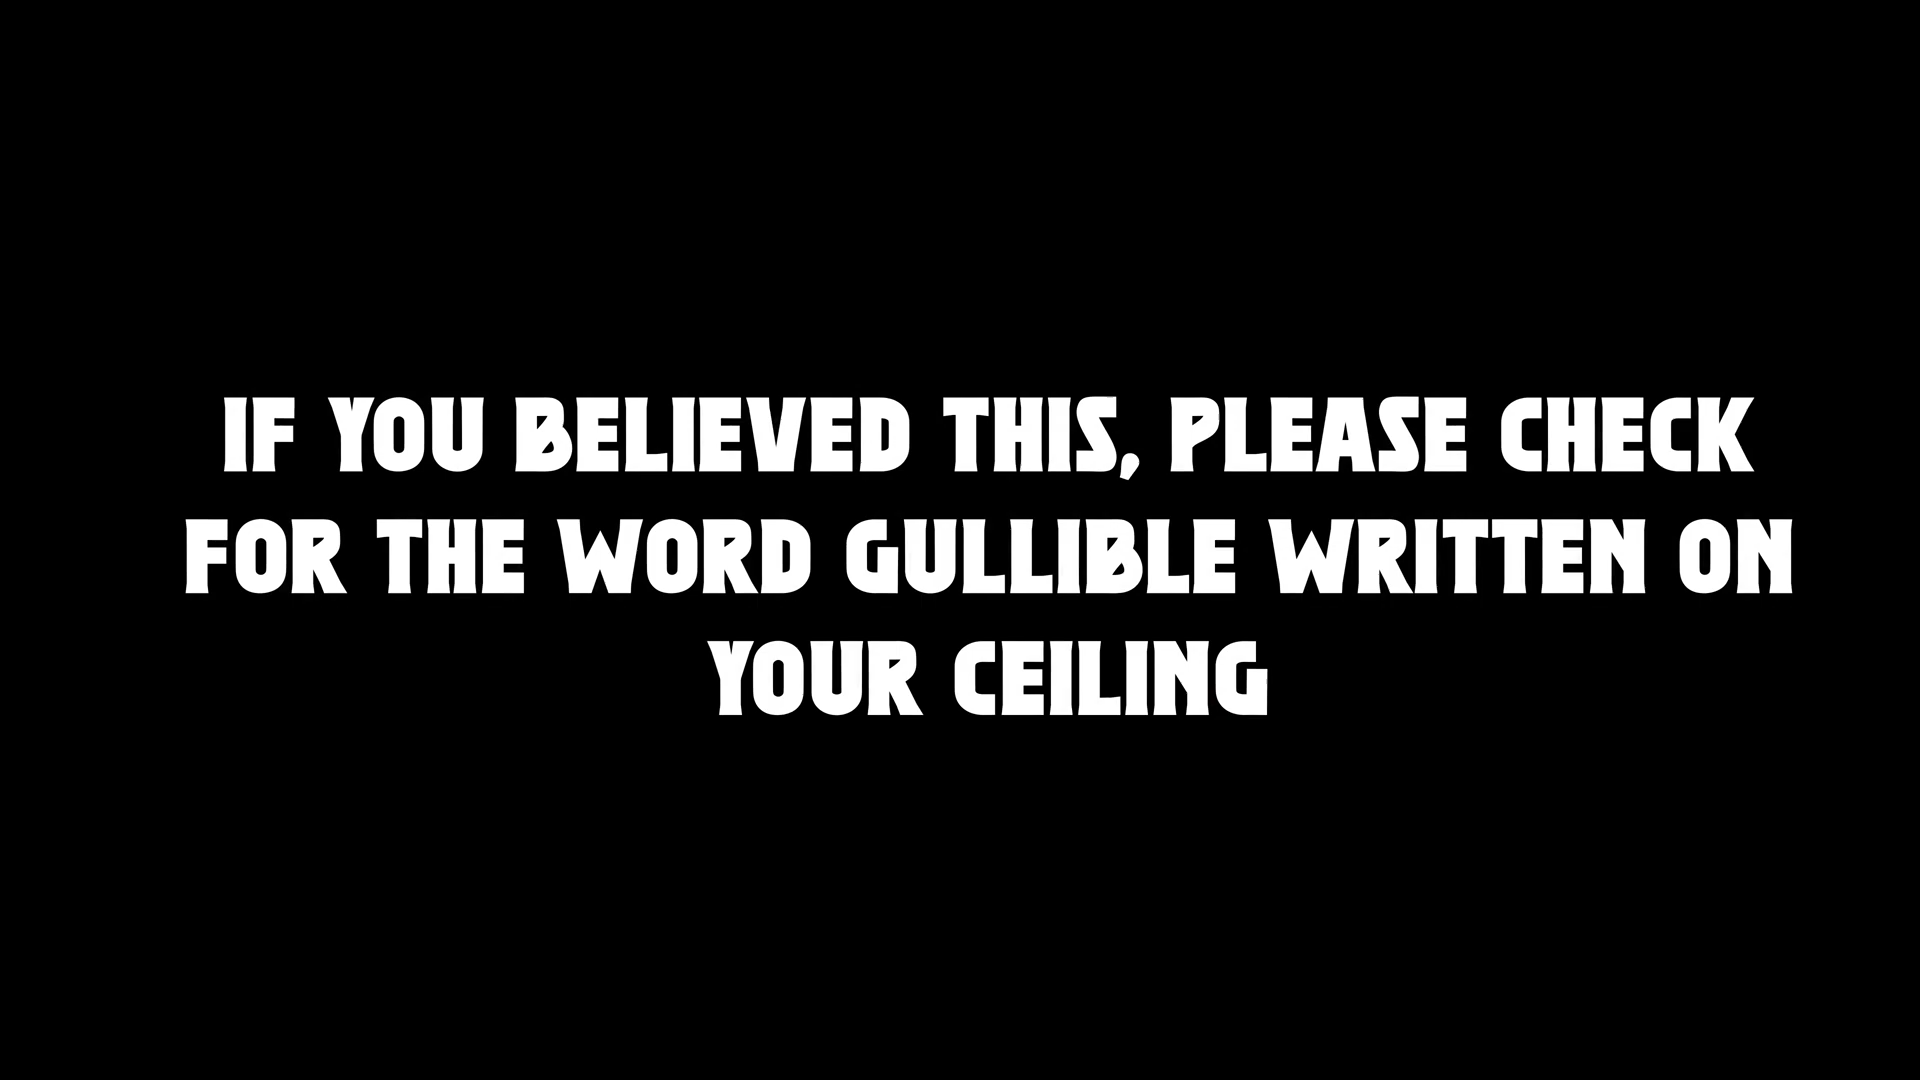 IF YOU BELIEVED THIS, PLEASE CHECK
FOR THE WORD GULLIBLE WRITTEN ON
YOUR CEILING